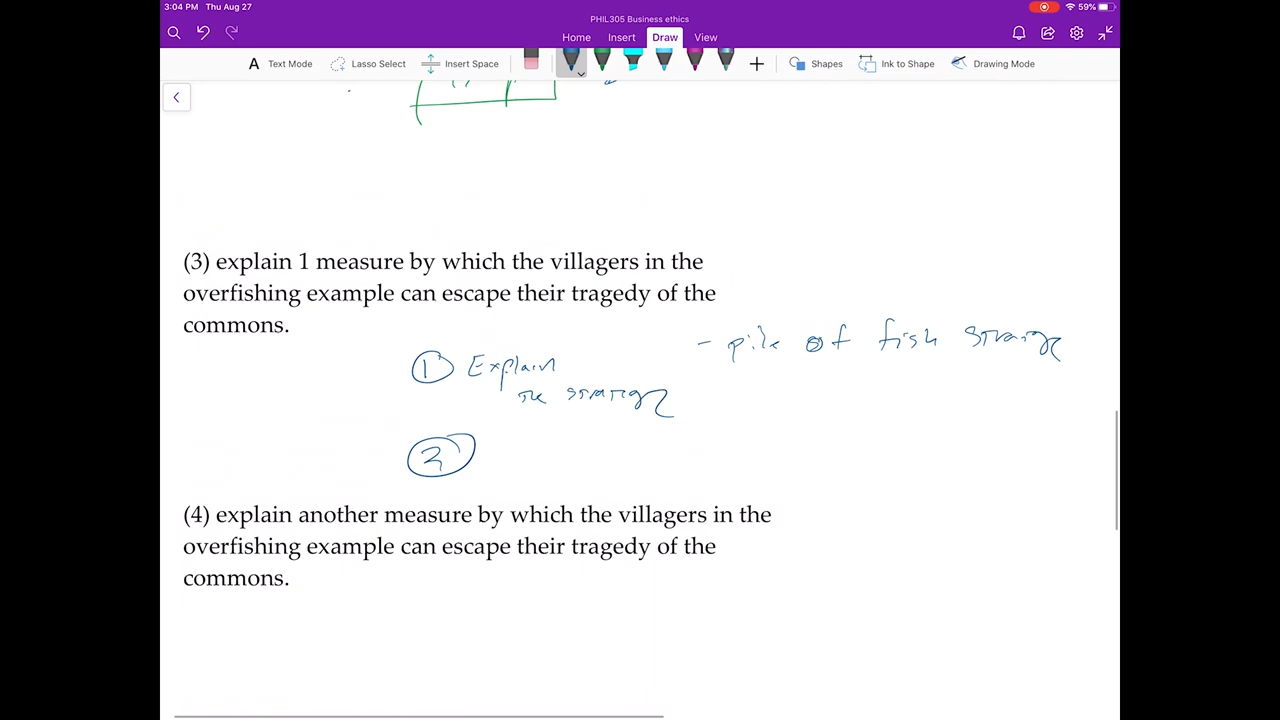 3:04 PM Thu Aug 27
59%
PHIL305 Business ethics
Home Insert Draw View
A Text Mode Lasso Select Insert Space Shapes Ink to Shape Drawing Mode
(3) explain 1 measure by which the villagers in the
overfishing example can escape their tragedy of the
commons.
- pile of fish strategy
① Explain
the strategy
②
(4) explain another measure by which the villagers in the
overfishing example can escape their tragedy of the
commons.